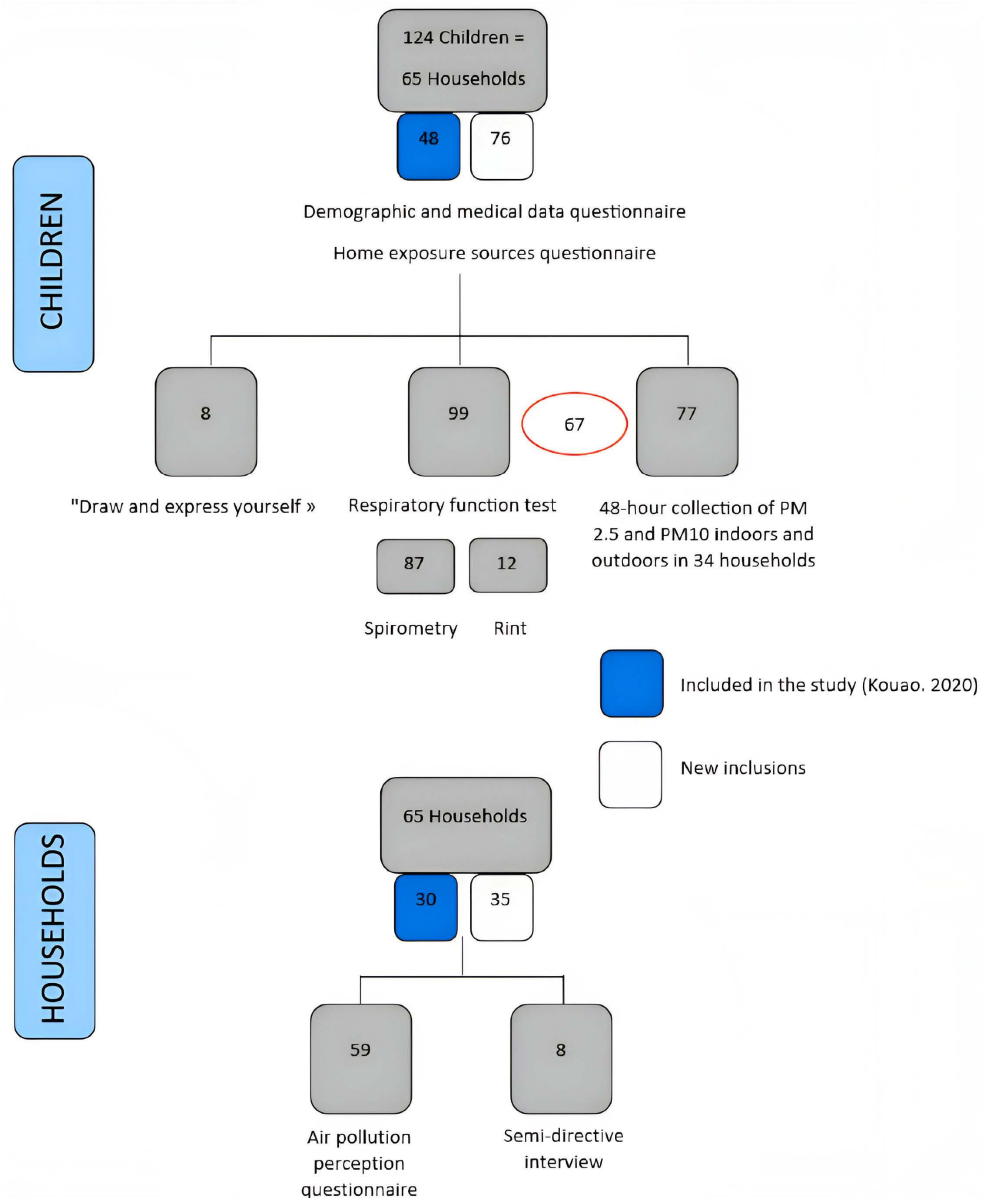 124 Children =
65 Households
48
76
CHILDREN
Demographic and medical data questionnaire
Home exposure sources questionnaire
8
99
67
77
"Draw and express yourself »
Respiratory function test
48-hour collection of PM
2.5 and PM10 indoors and
outdoors in 34 households
87
12
Spirometry
Rint
Included in the study (Kouao. 2020)
New inclusions
65 Households
30
35
HOUSEHOLDS
59
8
Air pollution
perception
questionnaire
Semi-directive
interview